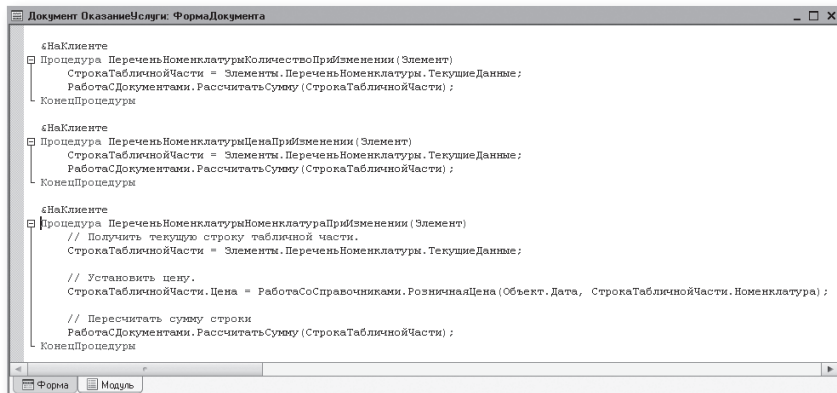 Документ ОказаниеУслуги: ФормаДокумента
&НаКлиенте
Процедура ПереченьНоменклатурыКоличествоПриИзменении(Элемент)
СтрокаТабличнойЧасти = Элементы.ПереченьНоменклатуры.ТекущиеДанные;
РаботаСДокументами.РассчитатьСумму(СтрокаТабличнойЧасти);
КонецПроцедуры
&НаКлиенте
Процедура ПереченьНоменклатурыЦенаПриИзменении(Элемент)
СтрокаТабличнойЧасти = Элементы.ПереченьНоменклатуры.ТекущиеДанные;
РаботаСДокументами.РассчитатьСумму(СтрокаТабличнойЧасти);
КонецПроцедуры
&НаКлиенте
Процедура ПереченьНоменклатурыНоменклатураПриИзменении(Элемент)
// Получить текущую строку табличной части.
СтрокаТабличнойЧасти = Элементы.ПереченьНоменклатуры.ТекущиеДанные;
// Установить цену.
СтрокаТабличнойЧасти.Цена = РаботаСоСправочниками.РозничнаяЦена(Объект.Дата, СтрокаТабличнойЧасти.Номенклатура);
// Пересчитать сумму строки
РаботаСДокументами.РассчитатьСумму(СтрокаТабличнойЧасти);
КонецПроцедуры
Форма Модуль